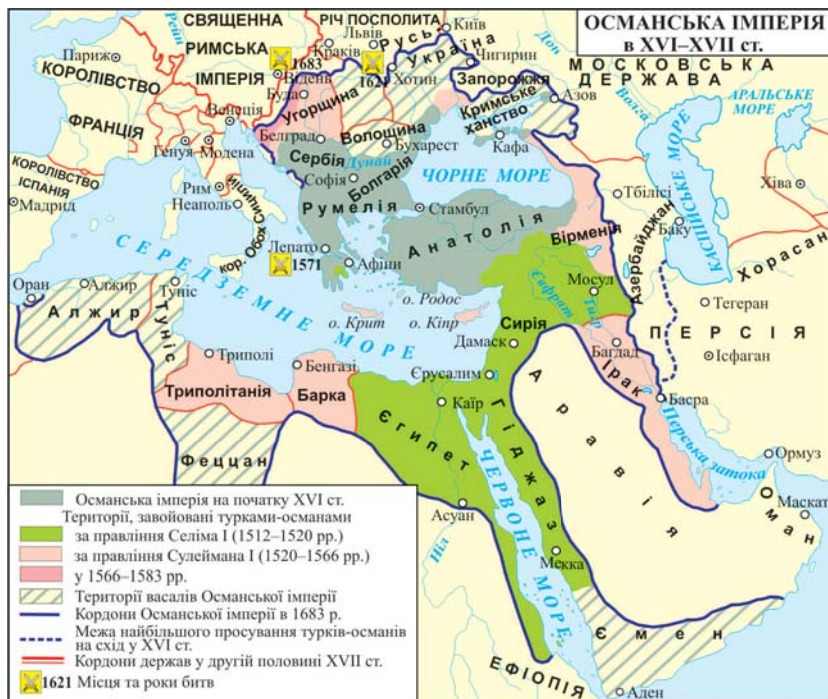 ОСМАНСЬКА ІМПЕРІЯ
в XVI–XVII ст.
СВЯЩЕННА
РИМСЬКА
ІМПЕРІЯ
РІЧ ПОСПОЛИТА
Рейн
Париж
КОРОЛІВСТВО
ФРАНЦІЯ
1683
Відень
Краків
Львів
Русь
Україна
Київ
Чигирин
1621
Хотин
Дон
МОСКОВСЬКА
ДЕРЖАВА
Запорожжя
Азов
Волга
АРАЛЬСЬКЕ
МОРЕ
Буда
Угорщина
Кримське
ханство
Кафа
Венеція
Генуя
Модена
Белград
Волощина
Бухарест
Сербія
Дунай
Болгарія
Софія
ЧОРНЕ МОРЕ
КАСПІЙСЬКЕ МОРЕ
Хіва
КОРОЛІВСТВО
ІСПАНІЯ
Мадрид
Рим
Неаполь
кор. Обох Сицилій
Румелія
Стамбул
Анатолія
Тбілісі
Вірменія
Азербайджан
Баку
Хорасан
СЕРЕДЗЕМНЕ МОРЕ
Лепато
1571
Афіни
Мосул
Євфрат
Тигр
Оран
Алжир
Алжир
Туніс
Туніс
о. Родос
о. Крит
о. Кіпр
Сирія
Дамаск
Багдад
Ірак
Тегеран
ПЕРСІЯ
Ісфаган
Триполі
Бенгазі
Єрусалим
Триполітанія
Барка
Каїр
Басра
Перська затока
Аравія
Єгипет
Гіджаз
ЧЕРВОНЕ МОРЕ
Феццан
Ормуз
Маскат
Оман
Асуан
Ніл
Мекка
Ємен
ЕФІОПІЯ
Аден
Османська імперія на початку XVI ст.
Території, завойовані турками-османами
за правління Селіма I (1512–1520 рр.)
за правління Сулеймана I (1520–1566 рр.)
у 1566–1583 рр.
Території васалів Османської імперії
Кордони Османської імперії в 1683 р.
Межа найбільшого просування турків-османів
на схід у XVI ст.
Кордони держав у другій половині XVII ст.
1621 Місця та роки битв